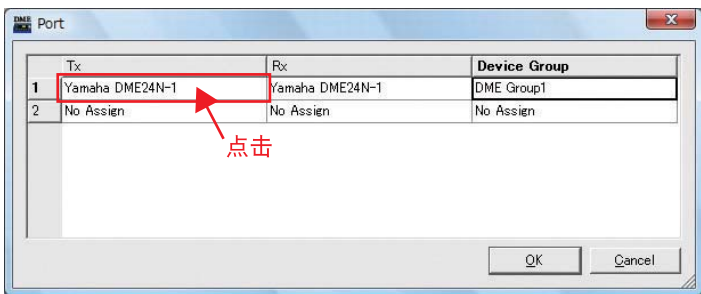 DME Port
Tx Rx Device Group
1 Yamaha DME24N-1 Yamaha DME24N-1 DME Group1
2 No Assign No Assign No Assign
点击
OK Cancel